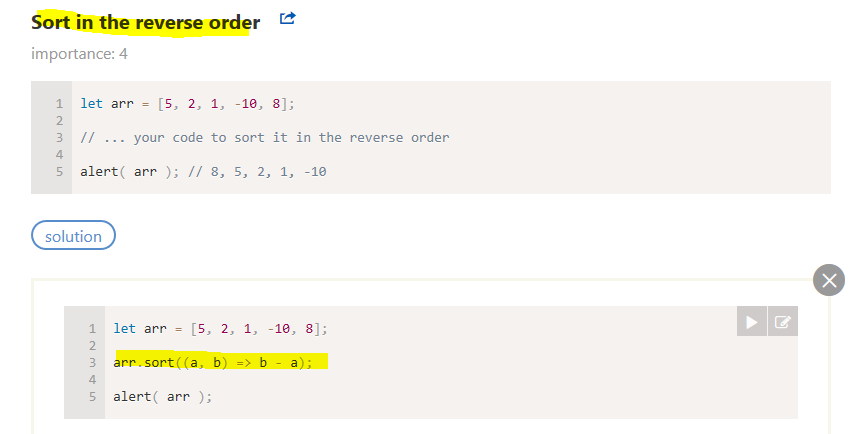 Sort in the reverse order
importance: 4
1 let arr = [5, 2, 1, -10, 8];
2
3 // ... your code to sort it in the reverse order
4
5 alert( arr ); // 8, 5, 2, 1, -10
solution
1 let arr = [5, 2, 1, -10, 8];
2
3 arr.sort((a, b) => b - a);
4
5 alert( arr );